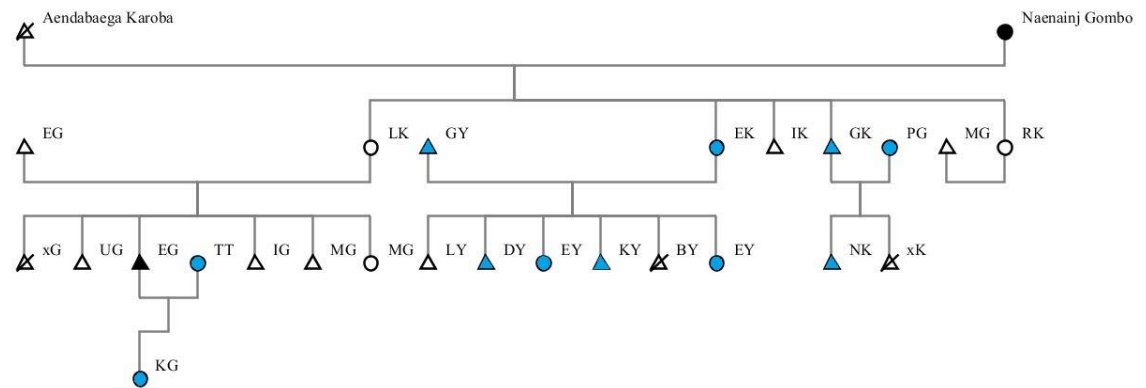 Aendabaega Karoba
Naenainj Gombo
EG
LK
GY
EK
IK
GK
PG
MG
RK
xG
UG
EG
TT
IG
MG
MG
LY
DY
EY
KY
BY
EY
NK
xK
KG